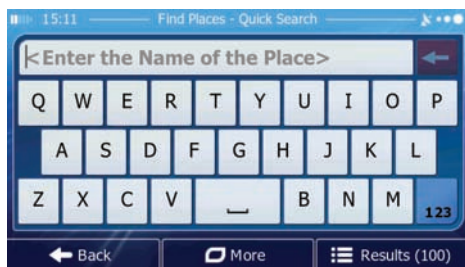 15:11 Find Places - Quick Search
<Enter the Name of the Place>
Q W E R T Y U I O P
A S D F G H J K L
Z X C V B N M 123
Back More Results (100)